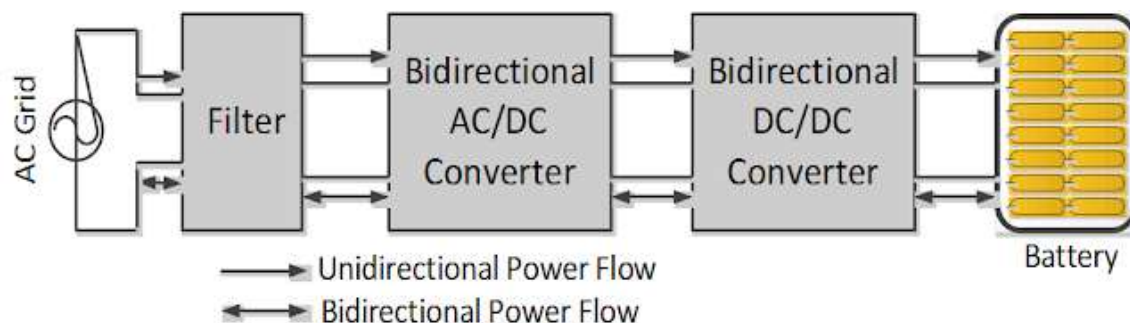 AC Grid
Filter
Bidirectional
AC/DC
Converter
Bidirectional
DC/DC
Converter
Battery
Unidirectional Power Flow
Bidirectional Power Flow